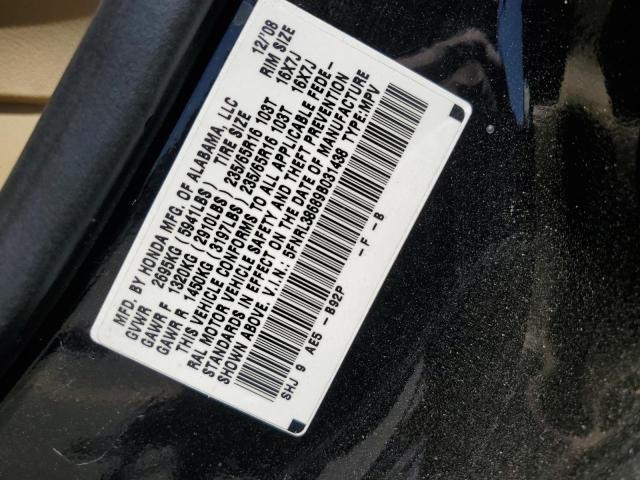 MFD. BY HONDA MFG. OF ALABAMA, LLC 12/'08
GVWR 2695KG (5941LBS) TIRE SIZE RIM SIZE
GAWR F 1320KG (2910LBS) 235/65R16 103T 16X7J
GAWR R 1450KG (3197LBS) 235/65R16 103T 16X7J
THIS VEHICLE CONFORMS TO ALL APPLICABLE FEDE-
RAL MOTOR VEHICLE SAFETY AND THEFT PREVENTION
STANDARDS IN EFFECT ON THE DATE OF MANUFACTURE
SHOWN ABOVE. V.I.N.: 5FNRL38689B031438 TYPE:MPV
SHJ 9 AE5 - B92P - F - B